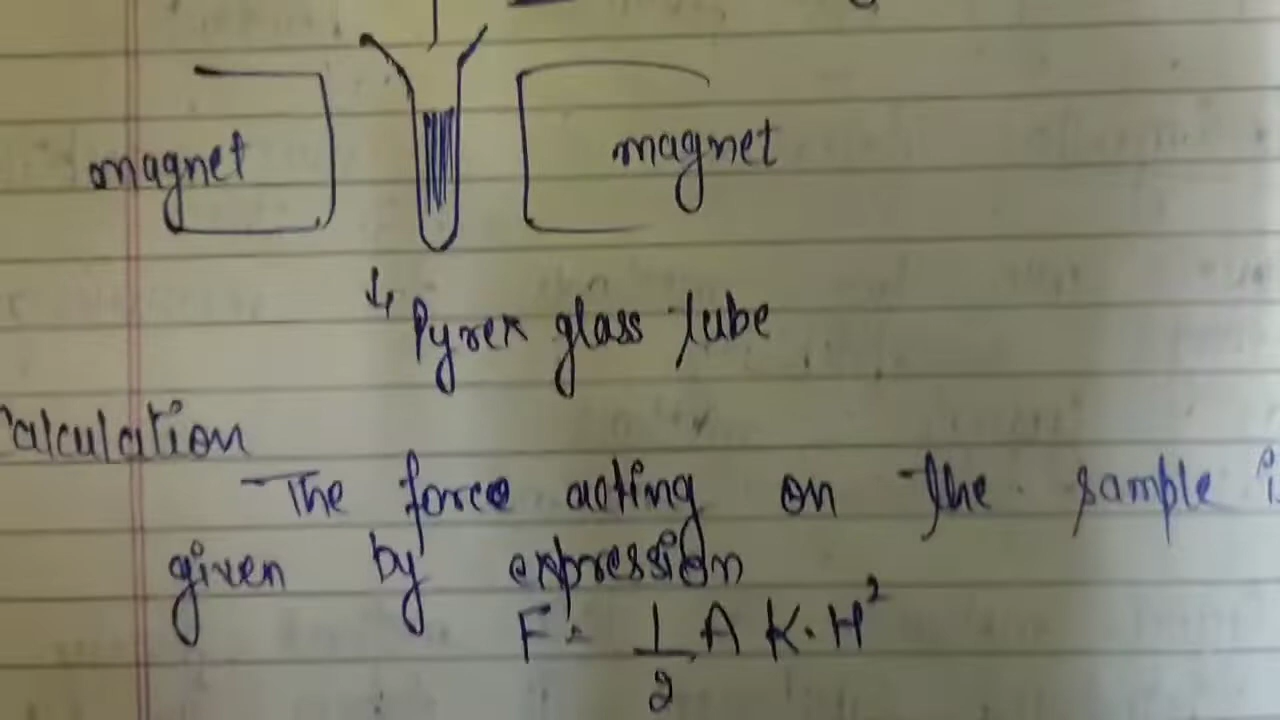 magnet
magnet
Pyrex glass tube
Calculation
The force acting on the sample
given by expression
F = 1/2 A K. H²